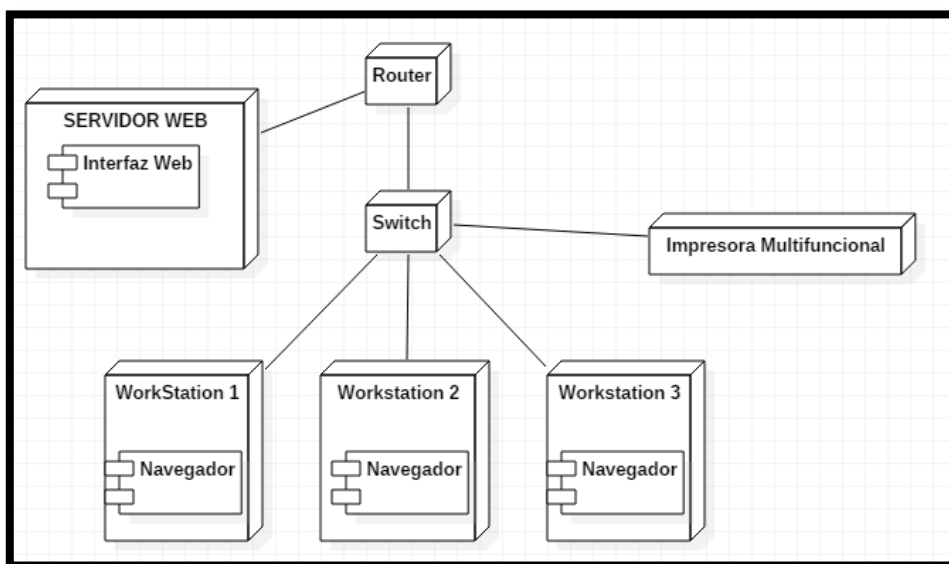 Router
SERVIDOR WEB
Interfaz Web
Switch
Impresora Multifuncional
WorkStation 1
Navegador
Workstation 2
Navegador
Workstation 3
Navegador